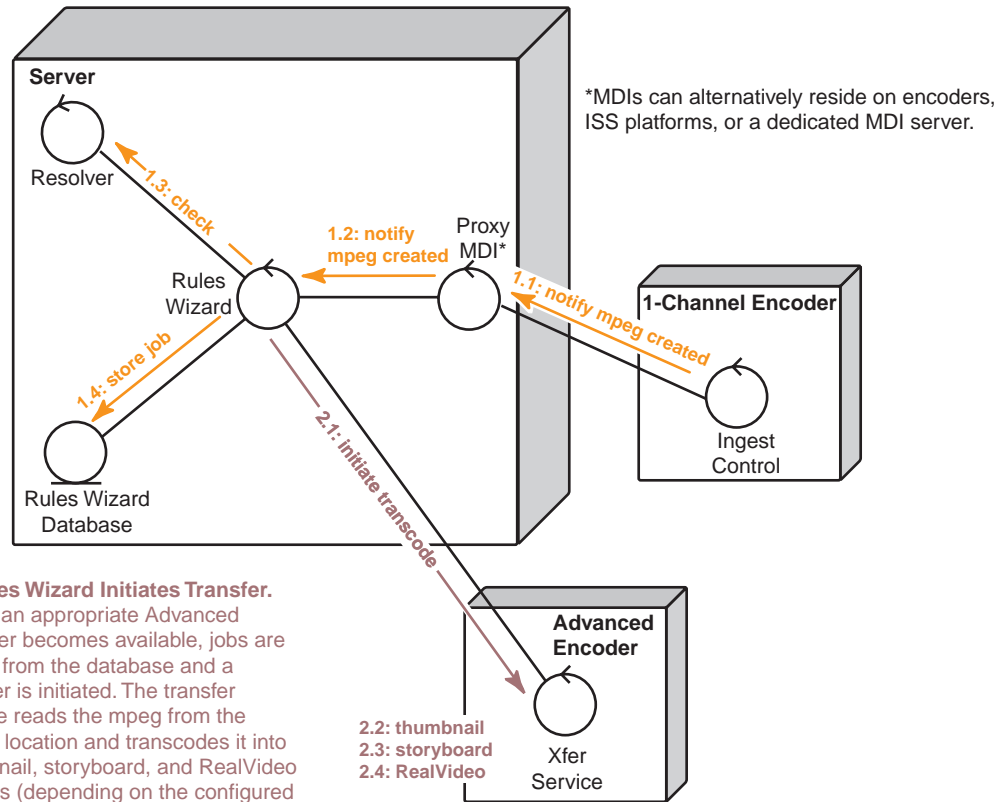 Server
Resolver
1.3: check
*MDIs can alternatively reside on encoders,
ISS platforms, or a dedicated MDI server.
Proxy
MDI*
1.2: notify
mpeg created
Rules
Wizard
1.1: notify mpeg created
1-Channel Encoder
Ingest
Control
1.4: store job
Rules Wizard
Database
2.1: initiate transcode
es Wizard Initiates Transfer.
an appropriate Advanced
er becomes available, jobs are
from the database and a
er is initiated. The transfer
e reads the mpeg from the
location and transcodes it into
nail, storyboard, and RealVideo
s (depending on the configured
Advanced
Encoder
2.2: thumbnail
2.3: storyboard
2.4: RealVideo
Xfer
Service